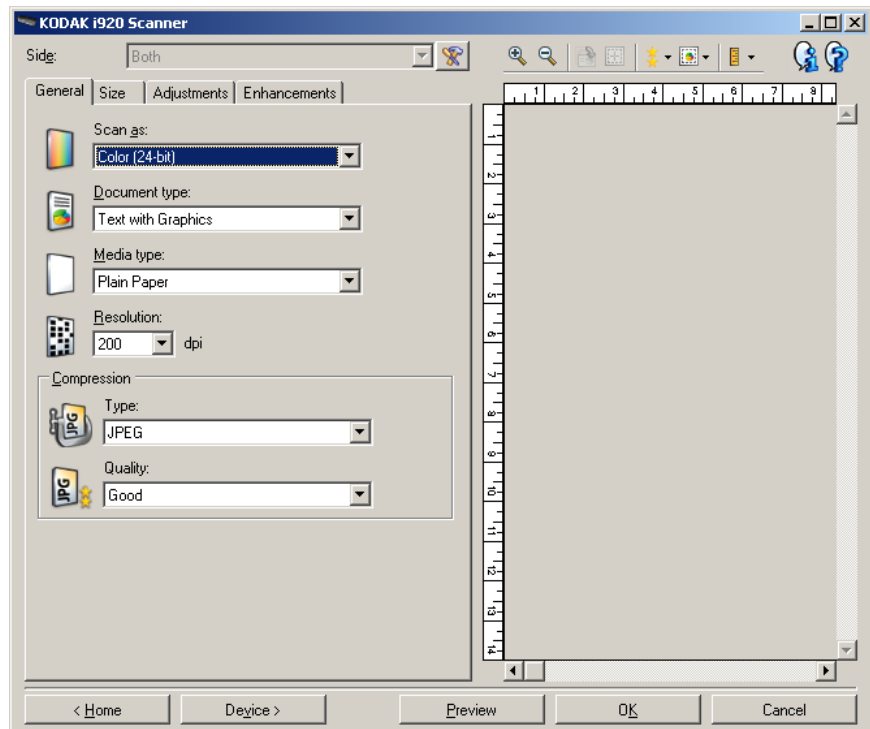 KODAK i920 Scanner
Side: Both
General Size Adjustments Enhancements
Scan as:
Color (24-bit)
Document type:
Text with Graphics
Media type:
Plain Paper
Resolution:
200 dpi
Compression
Type:
JPG
JPEG
Quality:
JPG
Good
1 2 3 4 5 6 7 8
1
2
3
4
5
6
7
8
9
10
11
12
13
14
< Home Device > Preview OK Cancel